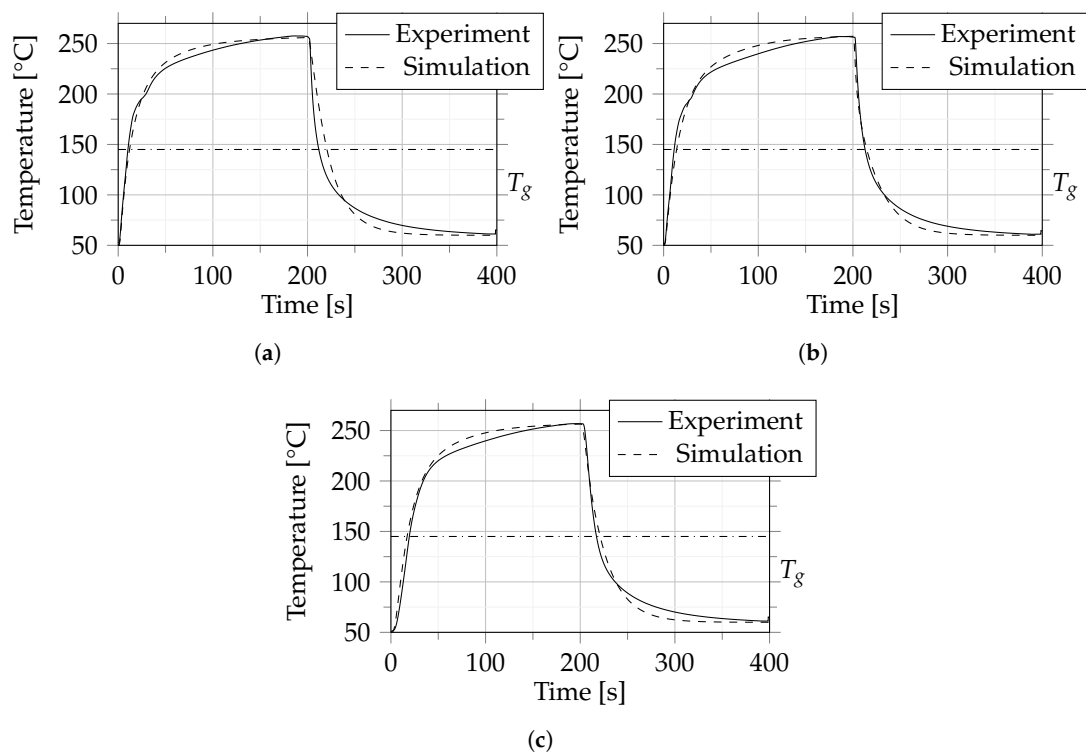 Experiment
Simulation
Temperature [°C]
250
200
150
100
50
0 100 200 300 400
Time [s]
T_g
(a)
Experiment
Simulation
Temperature [°C]
250
200
150
100
50
0 100 200 300 400
Time [s]
T_g
(b)
Experiment
Simulation
Temperature [°C]
250
200
150
100
50
0 100 200 300 400
Time [s]
T_g
(c)